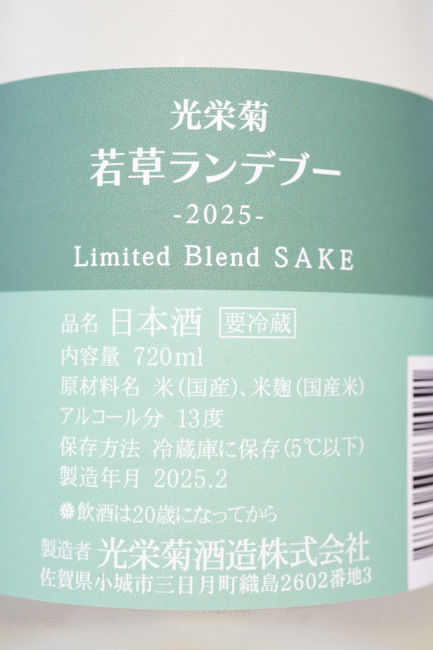 光栄菊
若草ランデブー
-2025-
Limited Blend SAKE
品名 日本酒 要冷蔵
内容量 720ml
原材料名 米(国産)、米麹(国産米)
アルコール分 13度
保存方法 冷蔵庫に保存(5℃以下)
製造年月 2025.2
❁飲酒は20歳になってから
製造者 光栄菊酒造株式会社
佐賀県小城市三日月町織島2602番地3